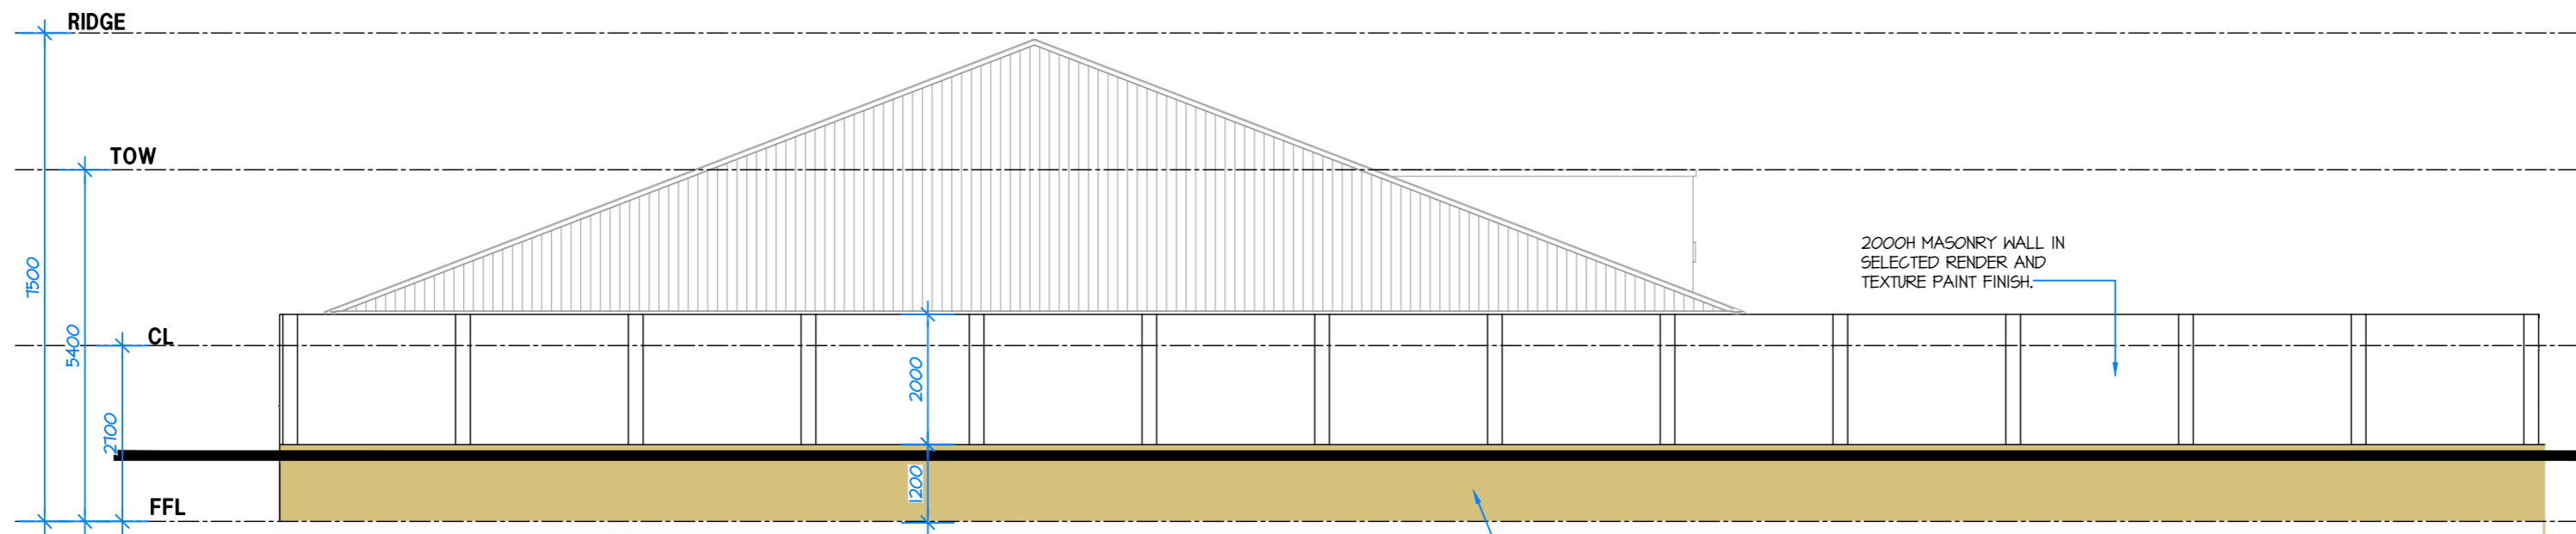 RIDGE
TOW
2000H MASONRY WALL IN
SELECTED RENDER AND
TEXTURE PAINT FINISH.
7500
5400
CL
2000
2700
1200
FFL